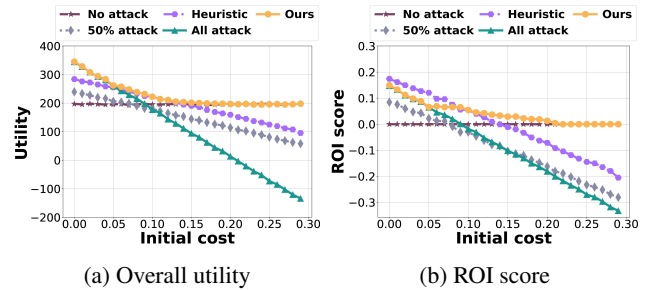 No attack
Heuristic
Ours
50% attack
All attack
400
300
200
100
0
−100
−200
Utility
0.00
0.05
0.10
0.15
0.20
0.25
0.30
Initial cost
(a) Overall utility
No attack
Heuristic
Ours
50% attack
All attack
0.3
0.2
0.1
0.0
−0.1
−0.2
−0.3
ROI score
0.00
0.05
0.10
0.15
0.20
0.25
0.30
Initial cost
(b) ROI score